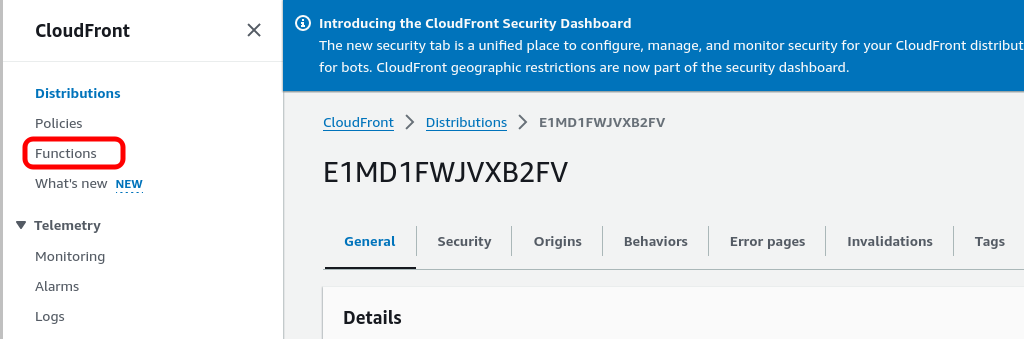 CloudFront
Distributions
Policies
Functions
What's new NEW
Telemetry
Monitoring
Alarms
Logs
Introducing the CloudFront Security Dashboard
The new security tab is a unified place to configure, manage, and monitor security for your CloudFront distribut
for bots. CloudFront geographic restrictions are now part of the security dashboard.
CloudFront Distributions E1MD1FWJVXB2FV
E1MD1FWJVXB2FV
General Security Origins Behaviors Error pages Invalidations Tags
Details